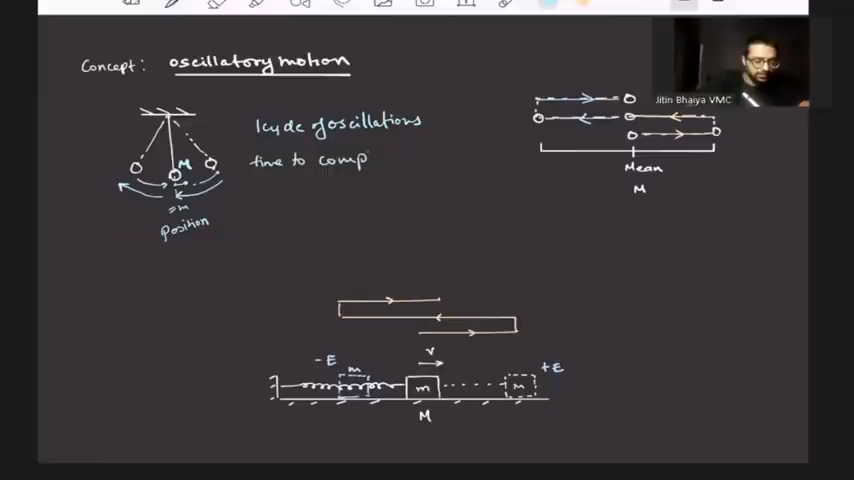 Concept: oscillatory motion
Jitin Bhaiya VMC
1cycle of oscillations
time to comp
M
=m
position
Mean
M
v
-E
m
m
m
+E
M